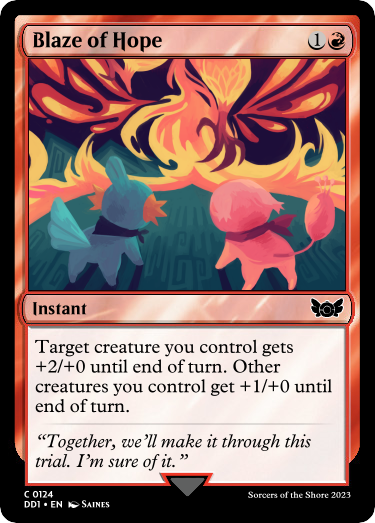 Blaze of Hope
1
Instant
Target creature you control gets
+2/+0 until end of turn. Other
creatures you control get +1/+0 until
end of turn.
“Together, we’ll make it through this
trial. I’m sure of it.”
C 0124
DD1 • EN Saines
Sorcers of the Shore 2023